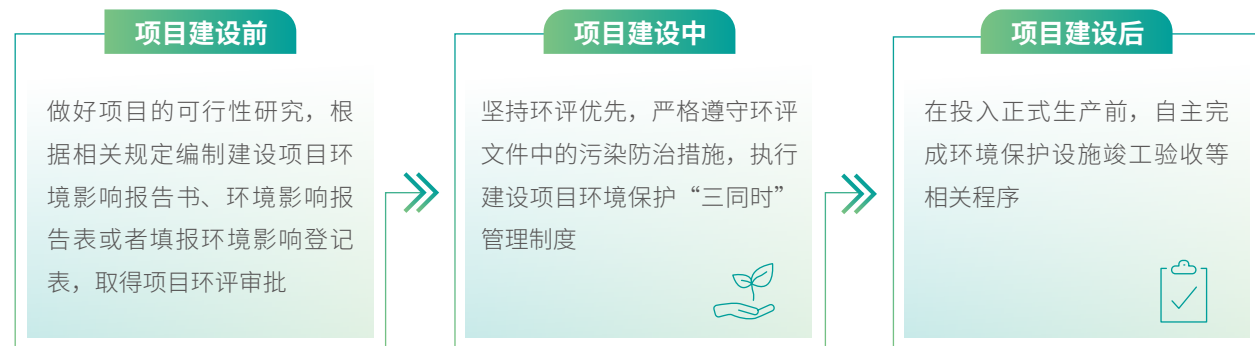 项目建设前
做好项目的可行性研究，根
据相关规定编制建设项目环
境影响报告书、环境影响报
告表或者填报环境影响登记
表，取得项目环评审批
项目建设中
坚持环评优先，严格遵守环评
文件中的污染防治措施，执行
建设项目环境保护“三同时”
管理制度
项目建设后
在投入正式生产前，自主完
成环境保护设施竣工验收等
相关程序